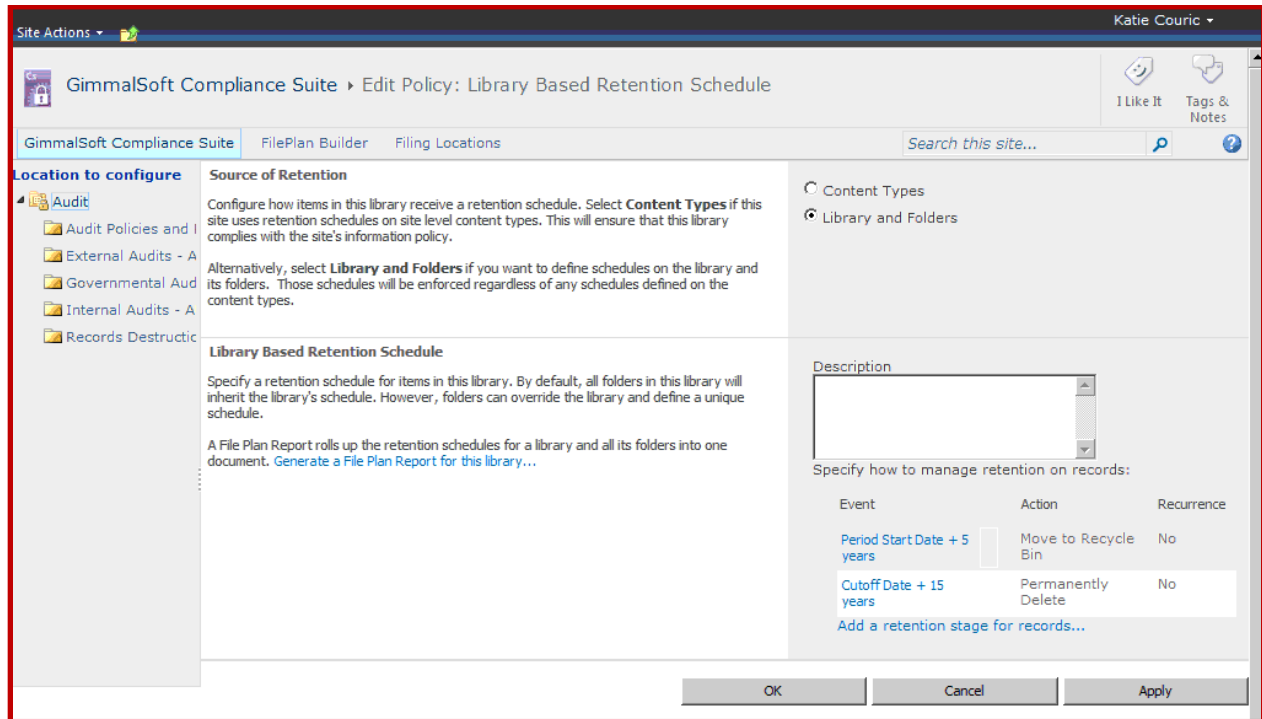 Katie Couric
Site Actions
GimmalSoft Compliance Suite ▸ Edit Policy: Library Based Retention Schedule
I Like It
Tags &
Notes
GimmalSoft Compliance Suite FilePlan Builder Filing Locations
Search this site...
Location to configure
Audit
Audit Policies and
External Audits - A
Governmental Aud
Internal Audits - A
Records Destructic
Source of Retention
Configure how items in this library receive a retention schedule. Select Content Types if this
site uses retention schedules on site level content types. This will ensure that this library
complies with the site's information policy.
Alternatively, select Library and Folders if you want to define schedules on the library and
its folders. Those schedules will be enforced regardless of any schedules defined on the
content types.
Content Types
Library and Folders
Library Based Retention Schedule
Specify a retention schedule for items in this library. By default, all folders in this library will
inherit the library's schedule. However, folders can override the library and define a unique
schedule.
A File Plan Report rolls up the retention schedules for a library and all its folders into one
document. Generate a File Plan Report for this library...
Description
Specify how to manage retention on records:
Event Action Recurrence
Period Start Date + 5
years
Move to Recycle
Bin
No
Cutoff Date + 15
years
Permanently
Delete
No
Add a retention stage for records...
OK Cancel Apply